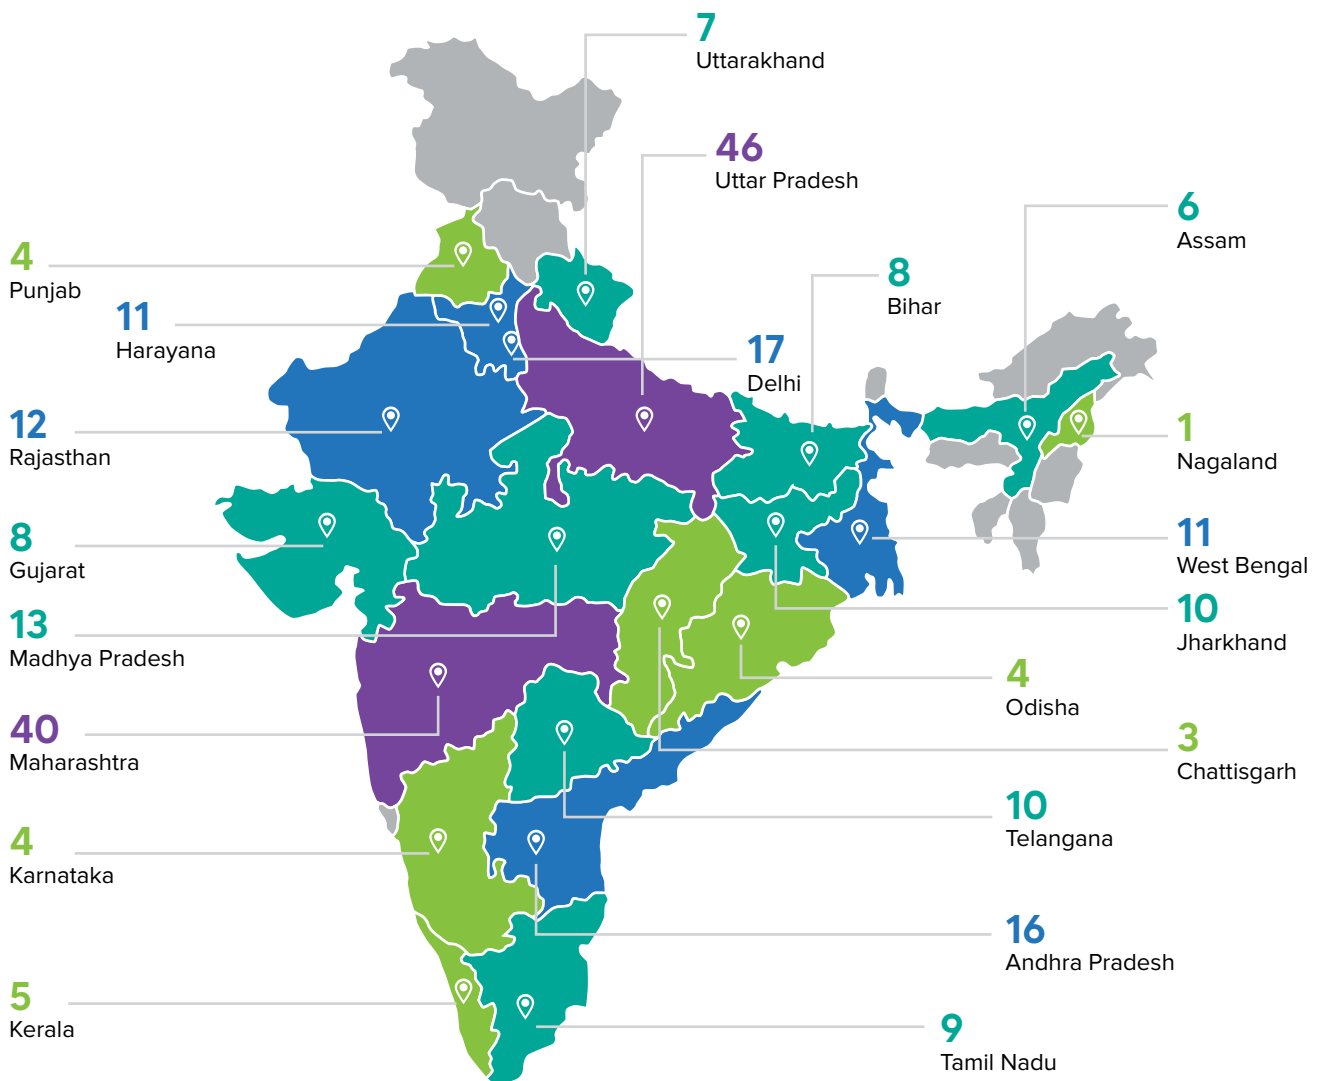 7
Uttarakhand
46
Uttar Pradesh
6
Assam
4
Punjab
8
Bihar
11
Harayana
17
Delhi
12
Rajasthan
1
Nagaland
8
Gujarat
11
West Bengal
13
Madhya Pradesh
10
Jharkhand
4
Odisha
40
Maharashtra
3
Chattisgarh
10
Telangana
4
Karnataka
16
Andhra Pradesh
5
Kerala
9
Tamil Nadu